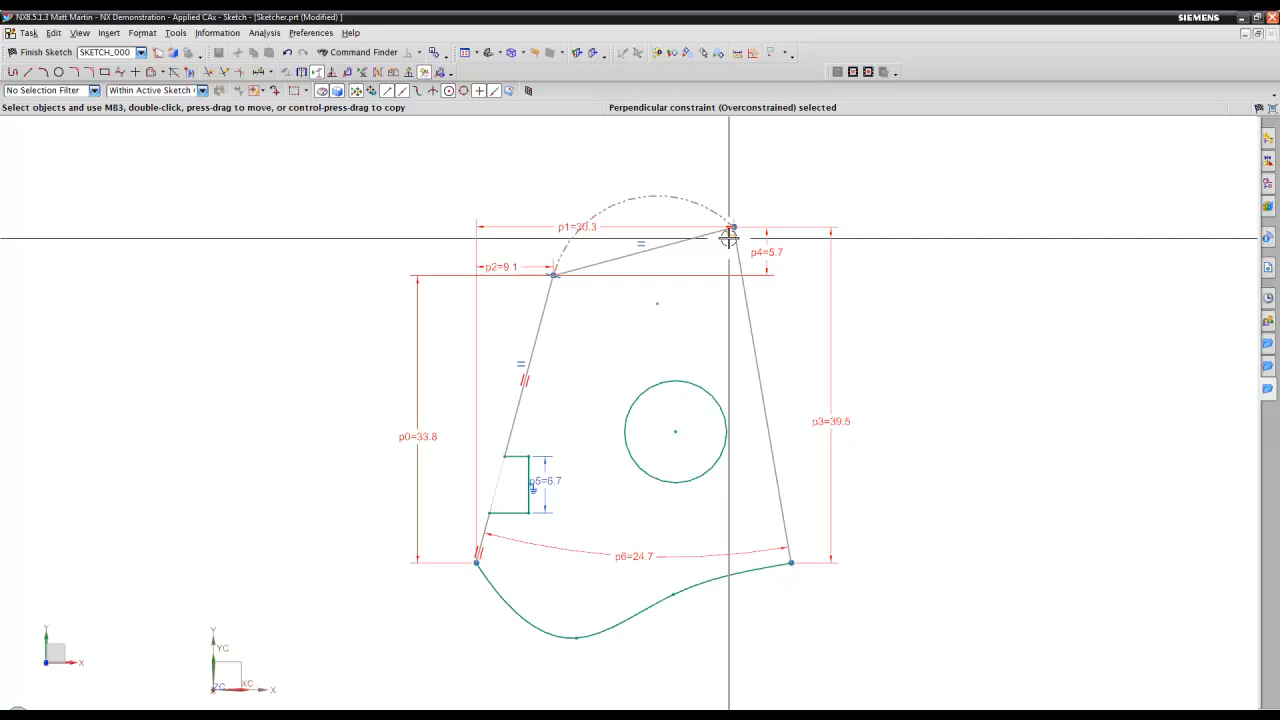 NX8.5.1.3 Matt Martin - NX Demonstration - Applied CAx - Sketch - [Sketcher.prt (Modified) ]
SIEMENS
Task Edit View Insert Format Tools Information Analysis Preferences Help
Finish Sketch SKETCH_000 Command Finder
No Selection Filter Within Active Sketch
Select objects and use MB3, double-click, press-drag to move, or control-press-drag to copy
Perpendicular constraint (Overconstrained) selected
p1=30.3
p4=5.7
p2=9.1
p3=39.5
p0=33.8
p5=6.7
p6=24.7
Y
X
Y
YC
ZC
XC
X